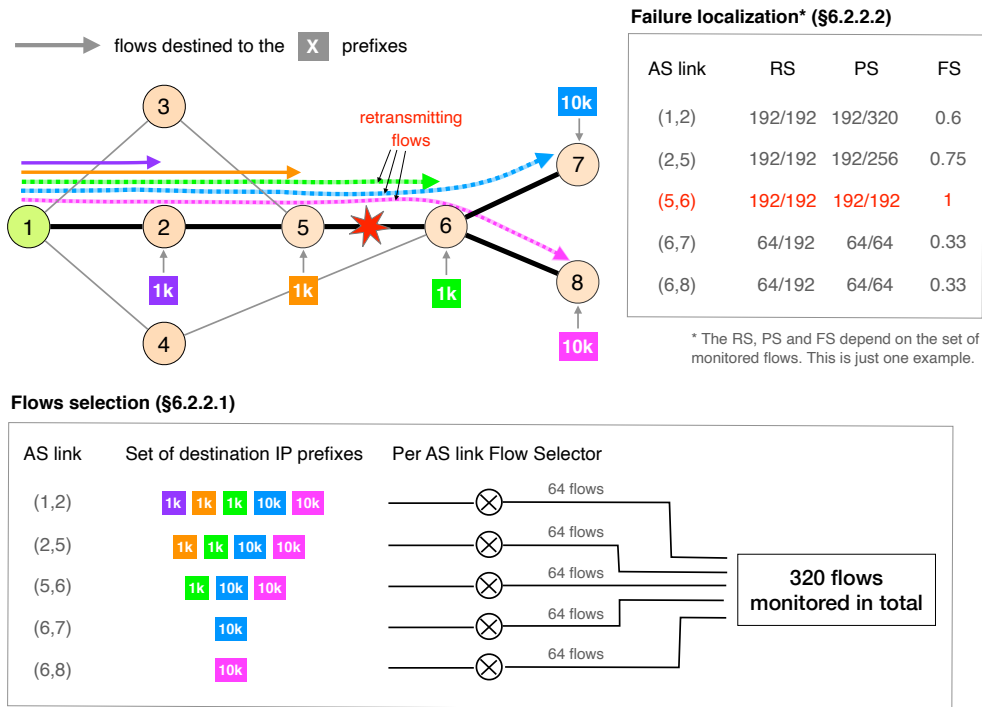 Failure localization* (§6.2.2.2)
flows destined to the X prefixes
AS link RS PS FS
(1,2) 192/192 192/320 0.6
(2,5) 192/192 192/256 0.75
(5,6) 192/192 192/192 1
(6,7) 64/192 64/64 0.33
(6,8) 64/192 64/64 0.33
* The RS, PS and FS depend on the set of
monitored flows. This is just one example.
3
10k
retransmitting
flows
7
1
2
5
6
8
1k
1k
1k
4
10k
Flows selection (§6.2.2.1)
AS link Set of destination IP prefixes Per AS link Flow Selector
(1,2) 1k 1k 1k 10k 10k 64 flows
(2,5) 1k 1k 10k 10k 64 flows
(5,6) 1k 10k 10k 64 flows
(6,7) 10k 64 flows
(6,8) 10k 64 flows
320 flows
monitored in total